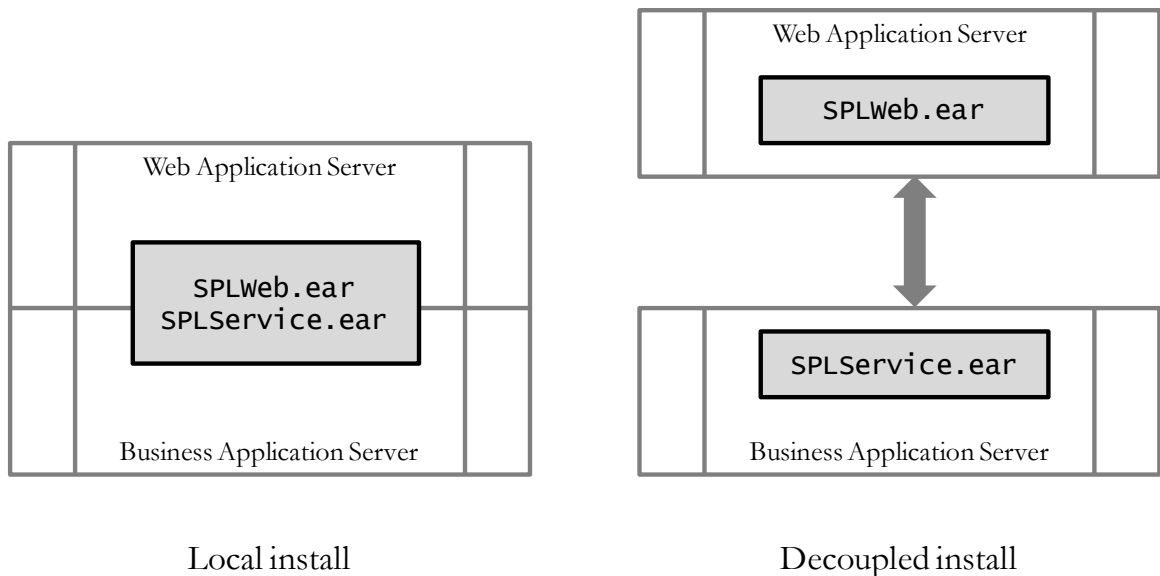 Web Application Server
SPLWeb.ear
SPLService.ear
Business Application Server
Local install
Web Application Server
SPLWeb.ear
SPLService.ear
Business Application Server
Decoupled install